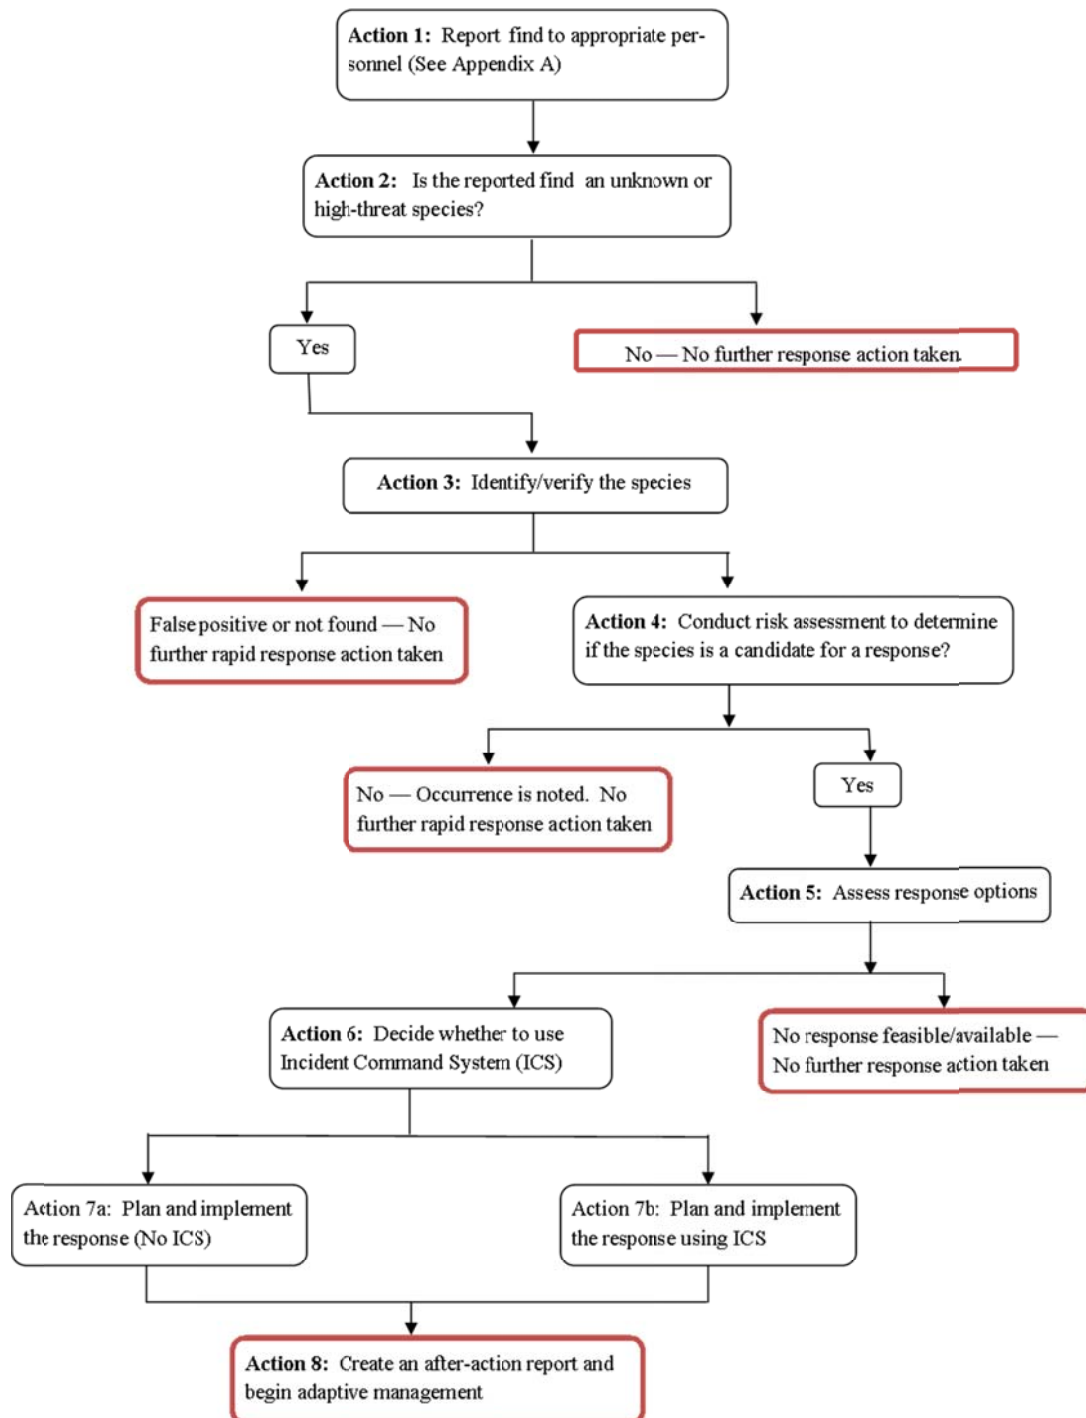 Action 1: Report find to appropriate per-
sonnel (See Appendix A)
Action 2: Is the reported find an unknown or
high-threat species?
Yes
No — No further response action taken
Action 3: Identify/verify the species
False positive or not found — No
further rapid response action taken
Action 4: Conduct risk assessment to determine
if the species is a candidate for a response?
No — Occurrence is noted. No
further rapid response action taken
Yes
Action 5: Assess response options
Action 6: Decide whether to use
Incident Command System (ICS)
No response feasible/available —
No further response action taken
Action 7a: Plan and implement
the response (No ICS)
Action 7b: Plan and implement
the response using ICS
Action 8: Create an after-action report and
begin adaptive management